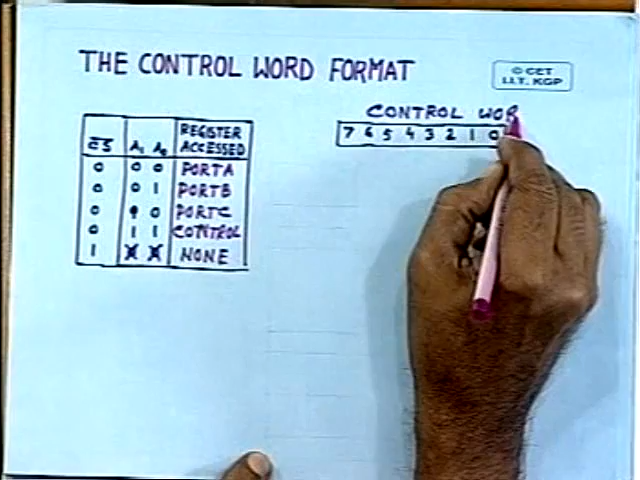 THE CONTROL WORD FORMAT
© CET
I.I.T. KGP
CONTROL WOR
7 6 5 4 3 2 1 0
C̅S̅ A₁ A₀ REGISTER ACCESSED
0 0 0 PORTA
0 0 1 PORTB
0 1 0 PORTC
0 1 1 CONTROL
1 X X NONE